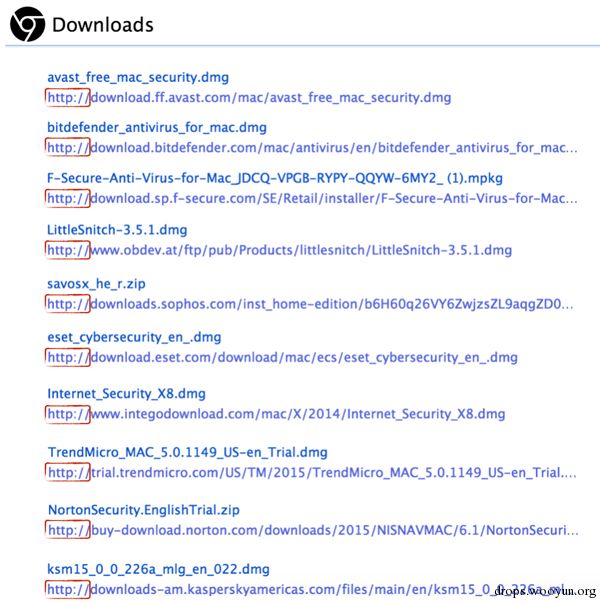 Downloads
avast_free_mac_security.dmg
http://download.ff.avast.com/mac/avast_free_mac_security.dmg
bitdefender_antivirus_for_mac.dmg
http://download.bitdefender.com/mac/antivirus/en/bitdefender_antivirus_for_mac...
F-Secure-Anti-Virus-for-Mac_JDCQ-VPGB-RYPY-QQYW-6MY2_ (1).mpkg
http://download.sp.f-secure.com/SE/Retail/installer/F-Secure-Anti-Virus-for-Mac...
LittleSnitch-3.5.1.dmg
http://www.obdev.at/ftp/pub/Products/littlesnitch/LittleSnitch-3.5.1.dmg
savosx_he_r.zip
http://downloads.sophos.com/inst_home-edition/b6H60q26VY6ZwjzsZL9aqgZD0...
eset_cybersecurity_en_.dmg
http://download.eset.com/download/mac/ecs/eset_cybersecurity_en_.dmg
Internet_Security_X8.dmg
http://www.integodownload.com/mac/X/2014/Internet_Security_X8.dmg
TrendMicro_MAC_5.0.1149_US-en_Trial.dmg
http://trial.trendmicro.com/US/TM/2015/TrendMicro_MAC_5.0.1149_US-en_Trial....
NortonSecurity.EnglishTrial.zip
http://buy-download.norton.com/downloads/2015/NISNAVMAC/6.1/NortonSecuri...
ksm15_0_0_226a_mlg_en_022.dmg
http://downloads-am.kasperskyamericas.com/files/main/en/ksm15_0_0_226a_ml...
drops.wooyun.org